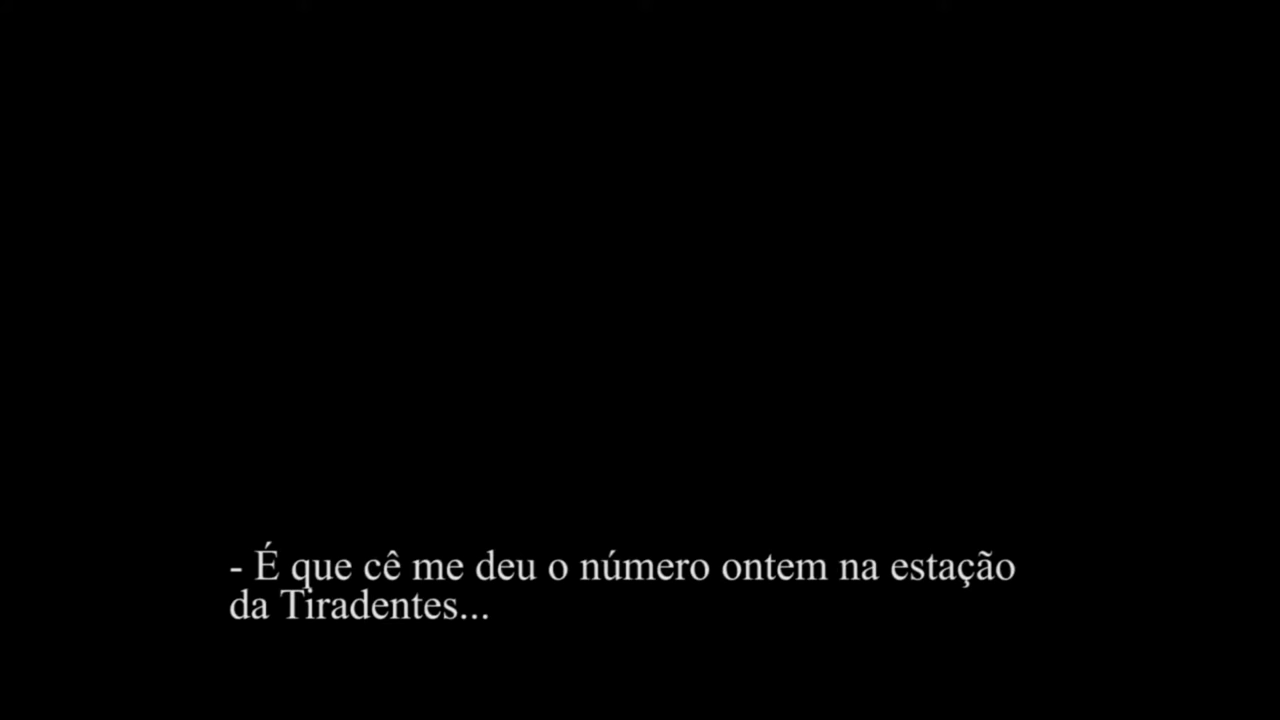 - É que cê me deu o número ontem na estação
da Tiradentes...